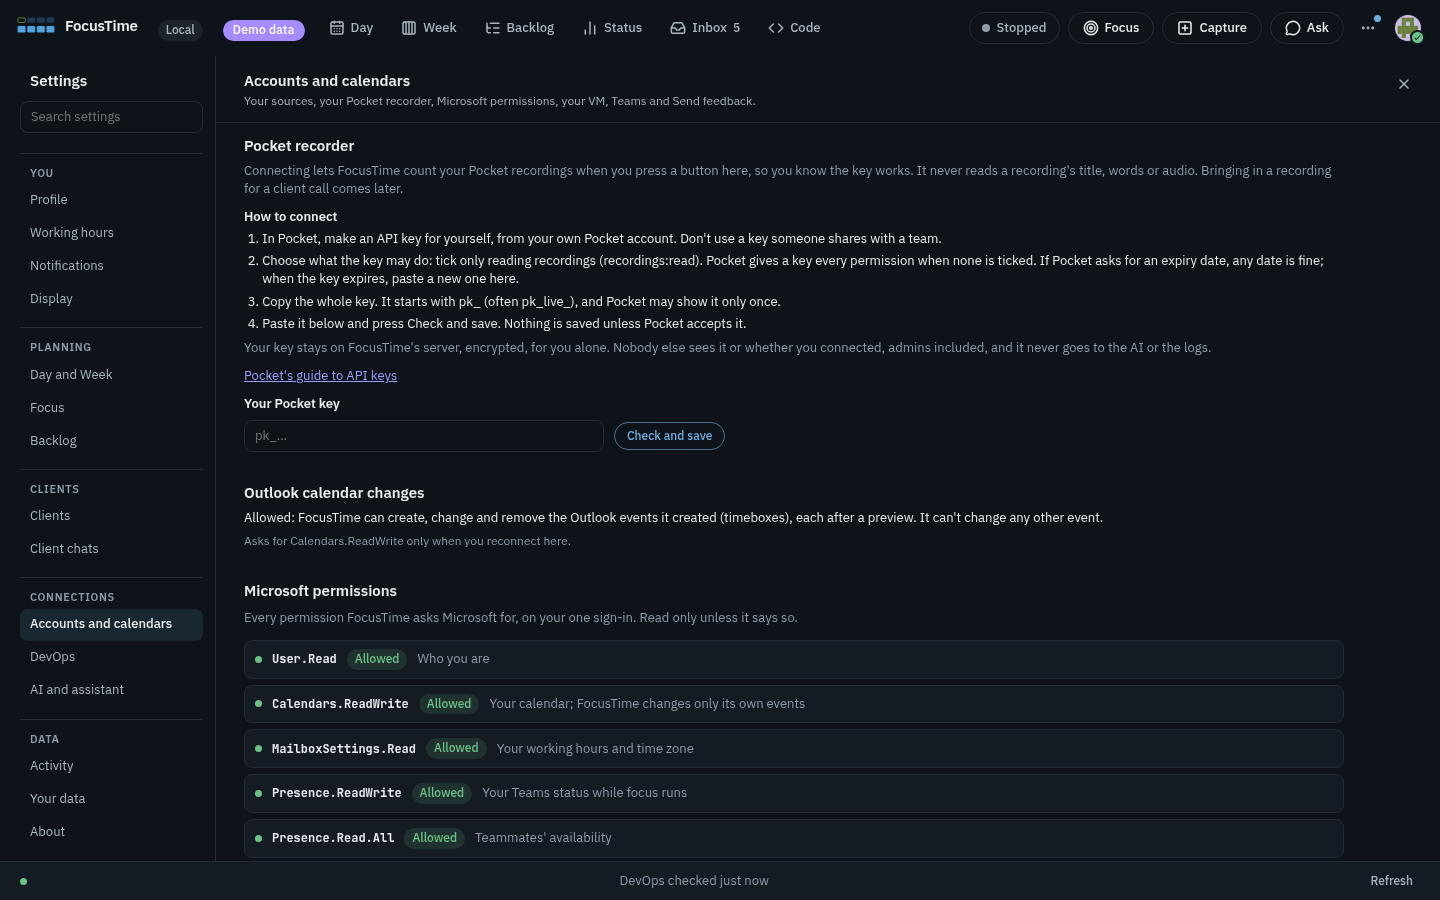 FocusTime
Local
Demo data
Day
Week
Backlog
Status
Inbox 5
Code
Stopped
Focus
Capture
Ask
Settings
Search settings
YOU
Profile
Working hours
Notifications
Display
PLANNING
Day and Week
Focus
Backlog
CLIENTS
Clients
Client chats
CONNECTIONS
Accounts and calendars
DevOps
AI and assistant
DATA
Activity
Your data
About
Accounts and calendars
Your sources, your Pocket recorder, Microsoft permissions, your VM, Teams and Send feedback.
Pocket recorder
Connecting lets FocusTime count your Pocket recordings when you press a button here, so you know the key works. It never reads a recording's title, words or audio. Bringing in a recording
for a client call comes later.
How to connect
1. In Pocket, make an API key for yourself, from your own Pocket account. Don't use a key someone shares with a team.
2. Choose what the key may do: tick only reading recordings (recordings:read). Pocket gives a key every permission when none is ticked. If Pocket asks for an expiry date, any date is fine;
when the key expires, paste a new one here.
3. Copy the whole key. It starts with pk_ (often pk_live_), and Pocket may show it only once.
4. Paste it below and press Check and save. Nothing is saved unless Pocket accepts it.
Your key stays on FocusTime's server, encrypted, for you alone. Nobody else sees it or whether you connected, admins included, and it never goes to the AI or the logs.
Pocket's guide to API keys
Your Pocket key
pk_...
Check and save
Outlook calendar changes
Allowed: FocusTime can create, change and remove the Outlook events it created (timeboxes), each after a preview. It can't change any other event.
Asks for Calendars.ReadWrite only when you reconnect here.
Microsoft permissions
Every permission FocusTime asks Microsoft for, on your one sign-in. Read only unless it says so.
User.Read Allowed Who you are
Calendars.ReadWrite Allowed Your calendar; FocusTime changes only its own events
MailboxSettings.Read Allowed Your working hours and time zone
Presence.ReadWrite Allowed Your Teams status while focus runs
Presence.Read.All Allowed Teammates' availability
DevOps checked just now
Refresh